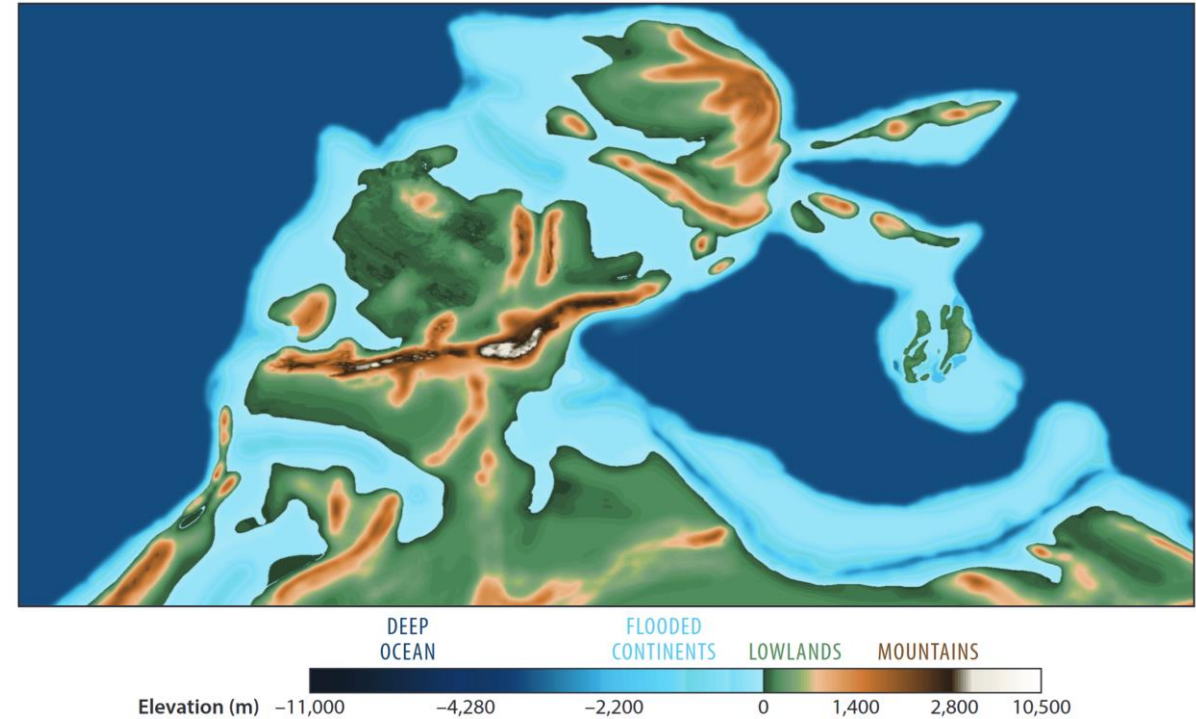 DEEP
OCEAN
FLOODED
CONTINENTS
LOWLANDS
MOUNTAINS
Elevation (m) −11,000 −4,280 −2,200 0 1,400 2,800 10,500